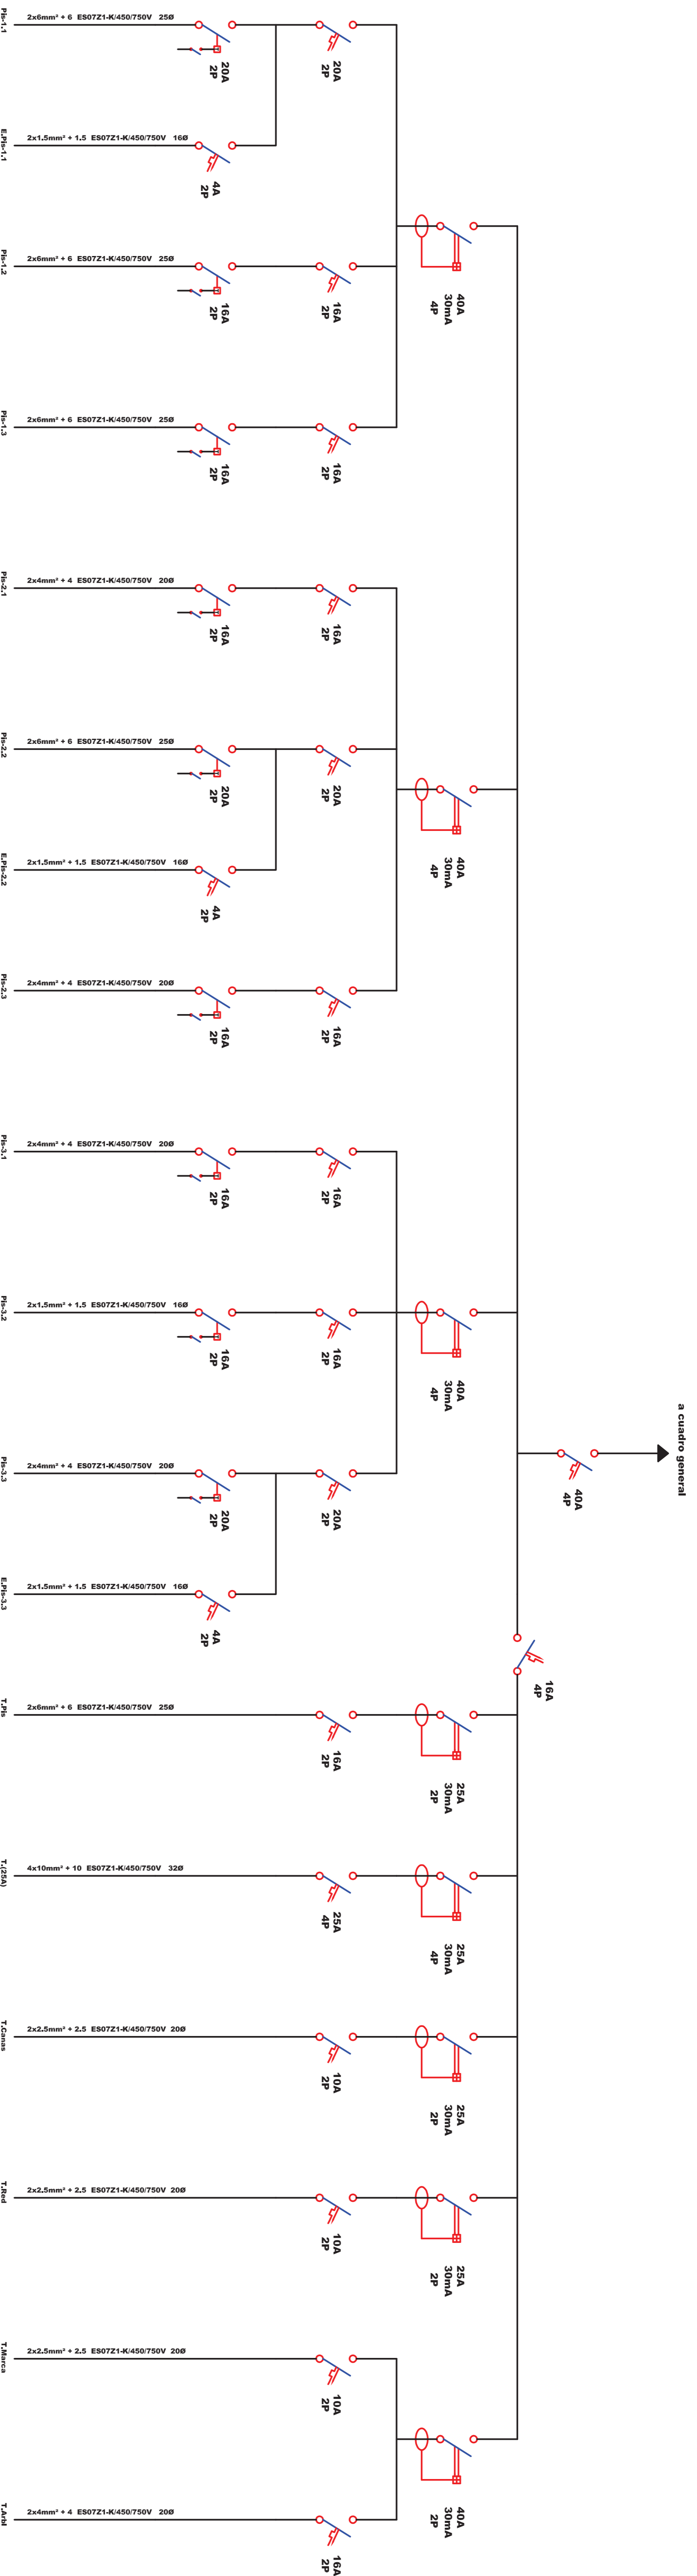 a cuadro general
40A
4P
16A
4P
40A
30mA
4P
20A
2P
20A
2P
2x6mm² + 6 ES07Z1-K/450/750V 25Ø
Pis-1.1
4A
2P
2x1.5mm² + 1.5 ES07Z1-K/450/750V 16Ø
E.Pis-1.1
16A
2P
16A
2P
2x6mm² + 6 ES07Z1-K/450/750V 25Ø
Pis-1.2
16A
2P
16A
2P
2x6mm² + 6 ES07Z1-K/450/750V 25Ø
Pis-1.3
40A
30mA
4P
16A
2P
16A
2P
2x4mm² + 4 ES07Z1-K/450/750V 20Ø
Pis-2.1
20A
2P
20A
2P
2x6mm² + 6 ES07Z1-K/450/750V 25Ø
Pis-2.2
4A
2P
2x1.5mm² + 1.5 ES07Z1-K/450/750V 16Ø
E.Pis-2.2
16A
2P
16A
2P
2x4mm² + 4 ES07Z1-K/450/750V 20Ø
Pis-2.3
40A
30mA
4P
16A
2P
16A
2P
2x4mm² + 4 ES07Z1-K/450/750V 20Ø
Pis-3.1
16A
2P
16A
2P
2x1.5mm² + 1.5 ES07Z1-K/450/750V 16Ø
Pis-3.2
20A
2P
20A
2P
2x4mm² + 4 ES07Z1-K/450/750V 20Ø
Pis-3.3
4A
2P
2x1.5mm² + 1.5 ES07Z1-K/450/750V 16Ø
E.Pis-3.3
25A
30mA
2P
16A
2P
2x6mm² + 6 ES07Z1-K/450/750V 25Ø
T.Pis
25A
30mA
4P
25A
4P
4x10mm² + 10 ES07Z1-K/450/750V 32Ø
T.(25A)
25A
30mA
2P
10A
2P
2x2.5mm² + 2.5 ES07Z1-K/450/750V 20Ø
T.Canas
25A
30mA
2P
10A
2P
2x2.5mm² + 2.5 ES07Z1-K/450/750V 20Ø
T.Red
40A
30mA
2P
10A
2P
2x2.5mm² + 2.5 ES07Z1-K/450/750V 20Ø
T.Marca
16A
2P
2x4mm² + 4 ES07Z1-K/450/750V 20Ø
T.Arbi